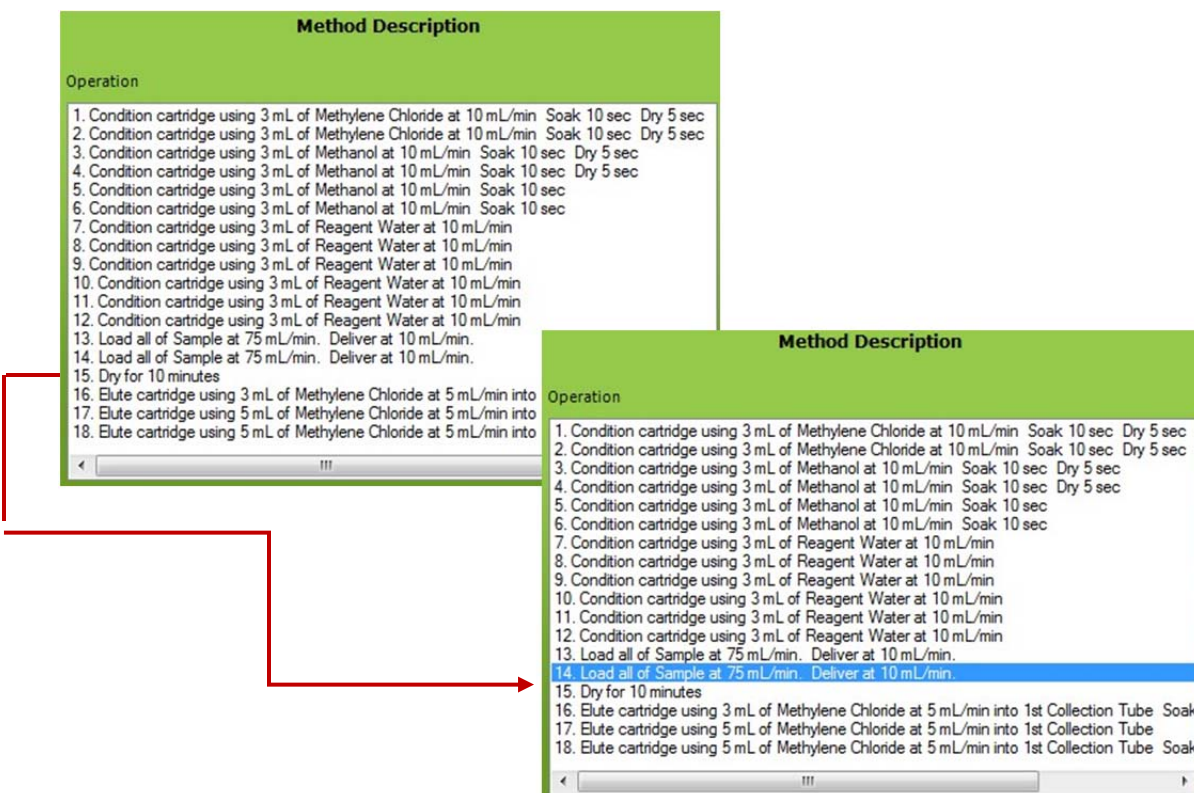 Method Description
Operation
1. Condition cartridge using 3 mL of Methylene Chloride at 10 mL/min  Soak 10 sec  Dry 5 sec
2. Condition cartridge using 3 mL of Methylene Chloride at 10 mL/min  Soak 10 sec  Dry 5 sec
3. Condition cartridge using 3 mL of Methanol at 10 mL/min  Soak 10 sec  Dry 5 sec
4. Condition cartridge using 3 mL of Methanol at 10 mL/min  Soak 10 sec  Dry 5 sec
5. Condition cartridge using 3 mL of Methanol at 10 mL/min  Soak 10 sec
6. Condition cartridge using 3 mL of Methanol at 10 mL/min  Soak 10 sec
7. Condition cartridge using 3 mL of Reagent Water at 10 mL/min
8. Condition cartridge using 3 mL of Reagent Water at 10 mL/min
9. Condition cartridge using 3 mL of Reagent Water at 10 mL/min
10. Condition cartridge using 3 mL of Reagent Water at 10 mL/min
11. Condition cartridge using 3 mL of Reagent Water at 10 mL/min
12. Condition cartridge using 3 mL of Reagent Water at 10 mL/min
13. Load all of Sample at 75 mL/min.  Deliver at 10 mL/min.
14. Load all of Sample at 75 mL/min.  Deliver at 10 mL/min.
15. Dry for 10 minutes
16. Elute cartridge using 3 mL of Methylene Chloride at 5 mL/min into
17. Elute cartridge using 5 mL of Methylene Chloride at 5 mL/min into
18. Elute cartridge using 5 mL of Methylene Chloride at 5 mL/min into
Method Description
Operation
1. Condition cartridge using 3 mL of Methylene Chloride at 10 mL/min  Soak 10 sec  Dry 5 sec
2. Condition cartridge using 3 mL of Methylene Chloride at 10 mL/min  Soak 10 sec  Dry 5 sec
3. Condition cartridge using 3 mL of Methanol at 10 mL/min  Soak 10 sec  Dry 5 sec
4. Condition cartridge using 3 mL of Methanol at 10 mL/min  Soak 10 sec  Dry 5 sec
5. Condition cartridge using 3 mL of Methanol at 10 mL/min  Soak 10 sec
6. Condition cartridge using 3 mL of Methanol at 10 mL/min  Soak 10 sec
7. Condition cartridge using 3 mL of Reagent Water at 10 mL/min
8. Condition cartridge using 3 mL of Reagent Water at 10 mL/min
9. Condition cartridge using 3 mL of Reagent Water at 10 mL/min
10. Condition cartridge using 3 mL of Reagent Water at 10 mL/min
11. Condition cartridge using 3 mL of Reagent Water at 10 mL/min
12. Condition cartridge using 3 mL of Reagent Water at 10 mL/min
13. Load all of Sample at 75 mL/min.  Deliver at 10 mL/min.
14. Load all of Sample at 75 mL/min.  Deliver at 10 mL/min.
15. Dry for 10 minutes
16. Elute cartridge using 3 mL of Methylene Chloride at 5 mL/min into 1st Collection Tube  Soak
17. Elute cartridge using 5 mL of Methylene Chloride at 5 mL/min into 1st Collection Tube
18. Elute cartridge using 5 mL of Methylene Chloride at 5 mL/min into 1st Collection Tube  Soak